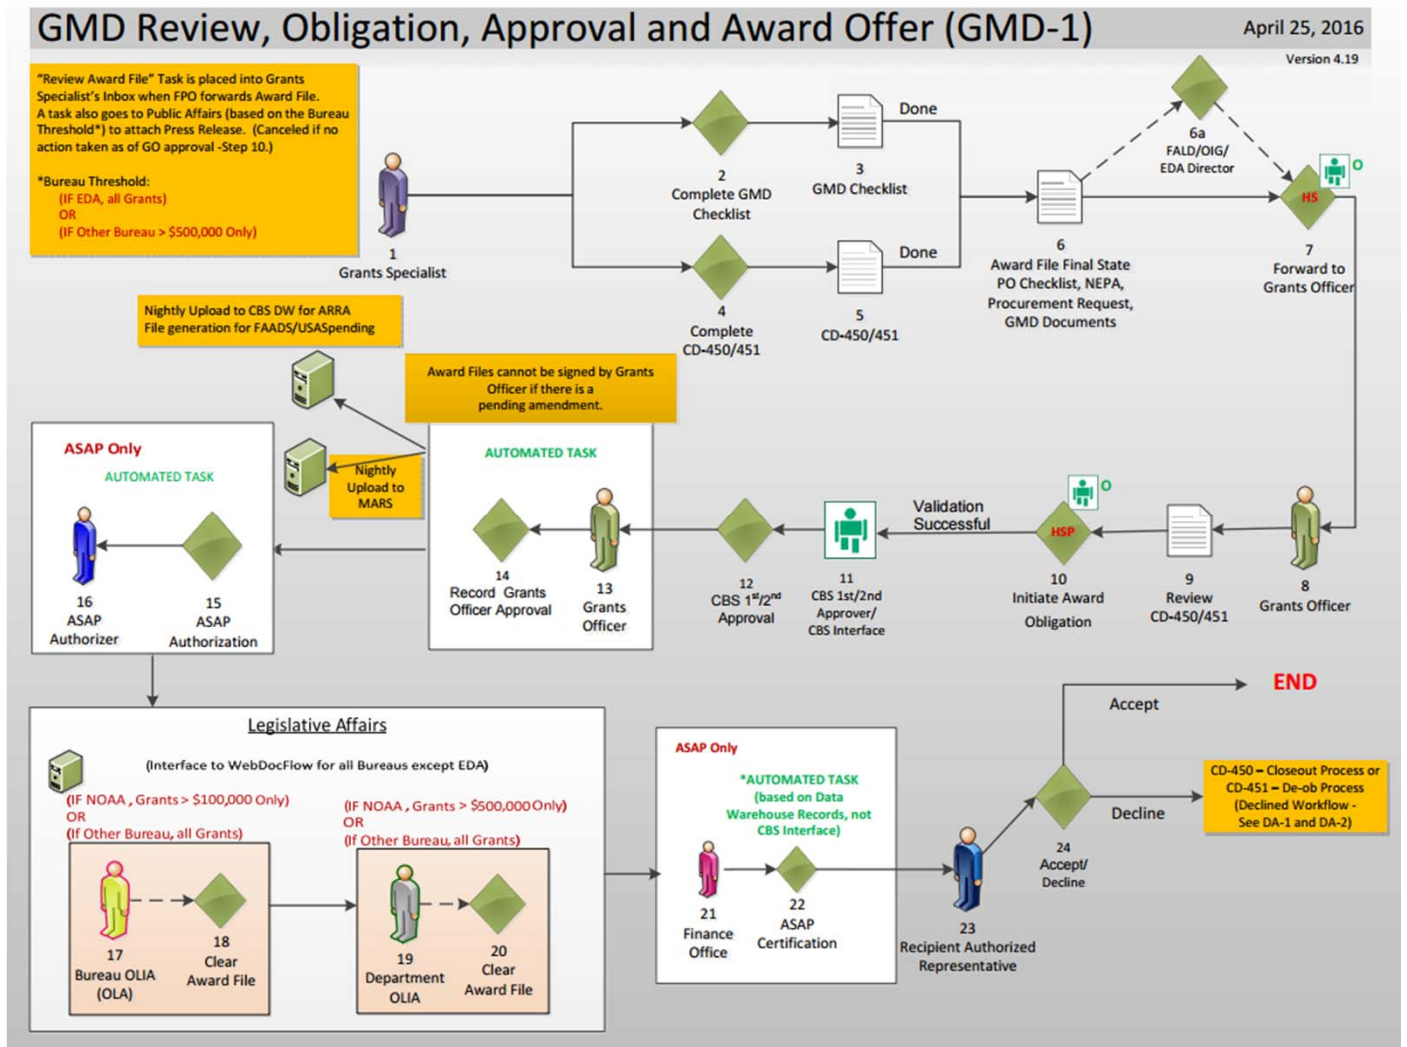 GMD Review, Obligation, Approval and Award Offer (GMD-1)
April 25, 2016
Version 4.19
"Review Award File" Task is placed into Grants
Specialist's Inbox when FPO forwards Award File.
A task also goes to Public Affairs (based on the Bureau
Threshold*) to attach Press Release.  (Canceled if no
action taken as of GO approval -Step 10.)
*Bureau Threshold:
(IF EDA, all Grants)
OR
(IF Other Bureau > $500,000 Only)
1
Grants Specialist
2
Complete GMD
Checklist
3
GMD Checklist
Done
4
Complete
CD-450/451
5
CD-450/451
Done
6
Award File Final State
PO Checklist, NEPA,
Procurement Request,
GMD Documents
6a
FALD/OIG/
EDA Director
O
HS
7
Forward to
Grants Officer
8
Grants Officer
9
Review
CD-450/451
O
HSP
10
Initiate Award
Obligation
Validation
Successful
11
CBS 1st/2nd
Approver/
CBS Interface
12
CBS 1st/2nd
Approval
Award Files cannot be signed by Grants
Officer if there is a
pending amendment.
AUTOMATED TASK
13
Grants
Officer
14
Record Grants
Officer Approval
Nightly Upload to CBS DW for ARRA
File generation for FAADS/USASpending
Nightly
Upload to
MARS
ASAP Only
AUTOMATED TASK
15
ASAP
Authorization
16
ASAP
Authorizer
Legislative Affairs
(Interface to WebDocFlow for all Bureaus except EDA)
(IF NOAA , Grants > $100,000 Only)
OR
(If Other Bureau, all Grants)
17
Bureau OLIA
(OLA)
18
Clear
Award File
(IF NOAA , Grants > $500,000 Only)
OR
(If Other Bureau, all Grants)
19
Department
OLIA
20
Clear
Award File
ASAP Only
*AUTOMATED TASK
(based on Data
Warehouse Records, not
CBS Interface)
21
Finance
Office
22
ASAP
Certification
23
Recipient Authorized
Representative
24
Accept/
Decline
Accept
END
Decline
CD-450 – Closeout Process or
CD-451 – De-ob Process
(Declined Workflow -
See DA-1 and DA-2)